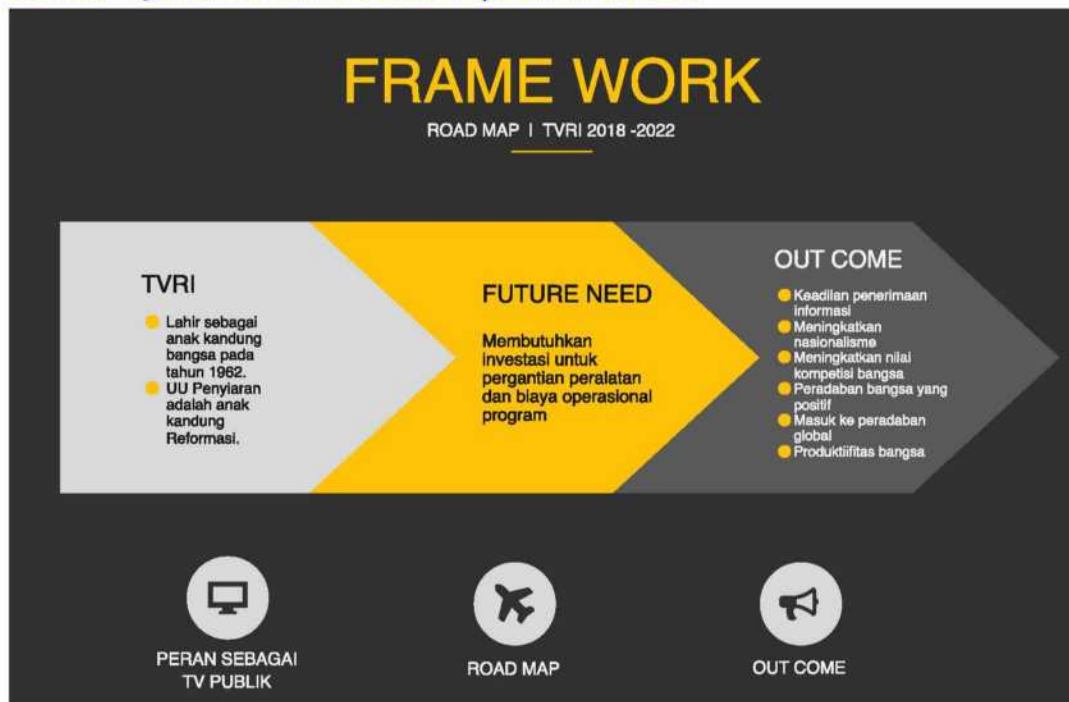 FRAME WORK
ROAD MAP | TVRI 2018 -2022
TVRI
Lahir sebagai
anak kandung
bangsa pada
tahun 1962.
UU Penyiaran
adalah anak
kandung
Reformasi.
FUTURE NEED
Membutuhkan
investasi untuk
pergantian peralatan
dan biaya operasional
program
OUT COME
Keadilan penerimaan
informasi
Meningkatkan
nasionalisme
Meningkatkan nilai
kompetisi bangsa
Peradaban bangsa yang
positif
Masuk ke peradaban
global
Produktiifitas bangsa
PERAN SEBAGAI
TV PUBLIK
ROAD MAP
OUT COME